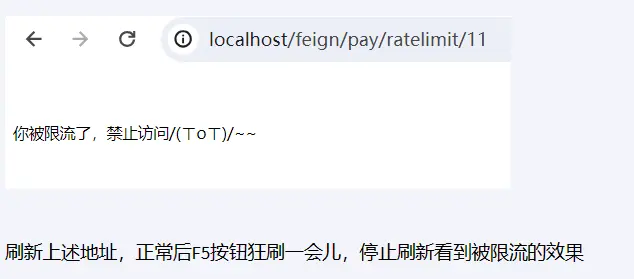 localhost/feign/pay/ratelimit/11
你被限流了，禁止访问/(ㄒoㄒ)/~~
刷新上述地址，正常后F5按钮狂刷一会儿，停止刷新看到被限流的效果